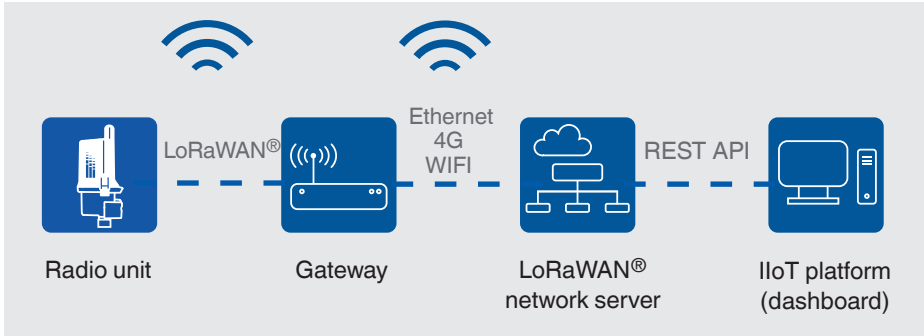 LoRaWAN®
Ethernet
4G
WIFI
REST API
Radio unit
Gateway
LoRaWAN®
network server
IIoT platform
(dashboard)